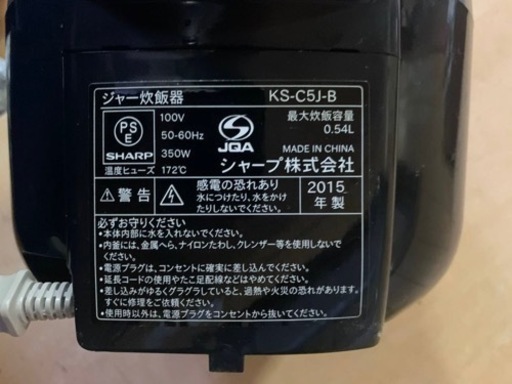 ジャー炊飯器 KS-C5J-B
PSE
SHARP
100V
50-60Hz
350W
温度ヒューズ 172℃
JQA
最大炊飯容量
0.54L
MADE IN CHINA
シャープ株式会社
警告
感電の恐れあり
水につけたり、水をかけ
たりしないでください
2015
年製
必ずお守りください
•本体内部に水を入れないでください。
•内釜には、金属へら、ナイロンたわし、クレンザー等を使用しない
でください。
•電源プラグは、コンセントに確実に差し込んでください。
•延長コードの使用やたこ足配線などはやめてください。
•差し込みがゆるくグラグラしていると、過熱や火災の恐れがあります。
すぐに修理をご依頼ください。
•使用時以外は、電源プラグをコンセントから抜いてください。